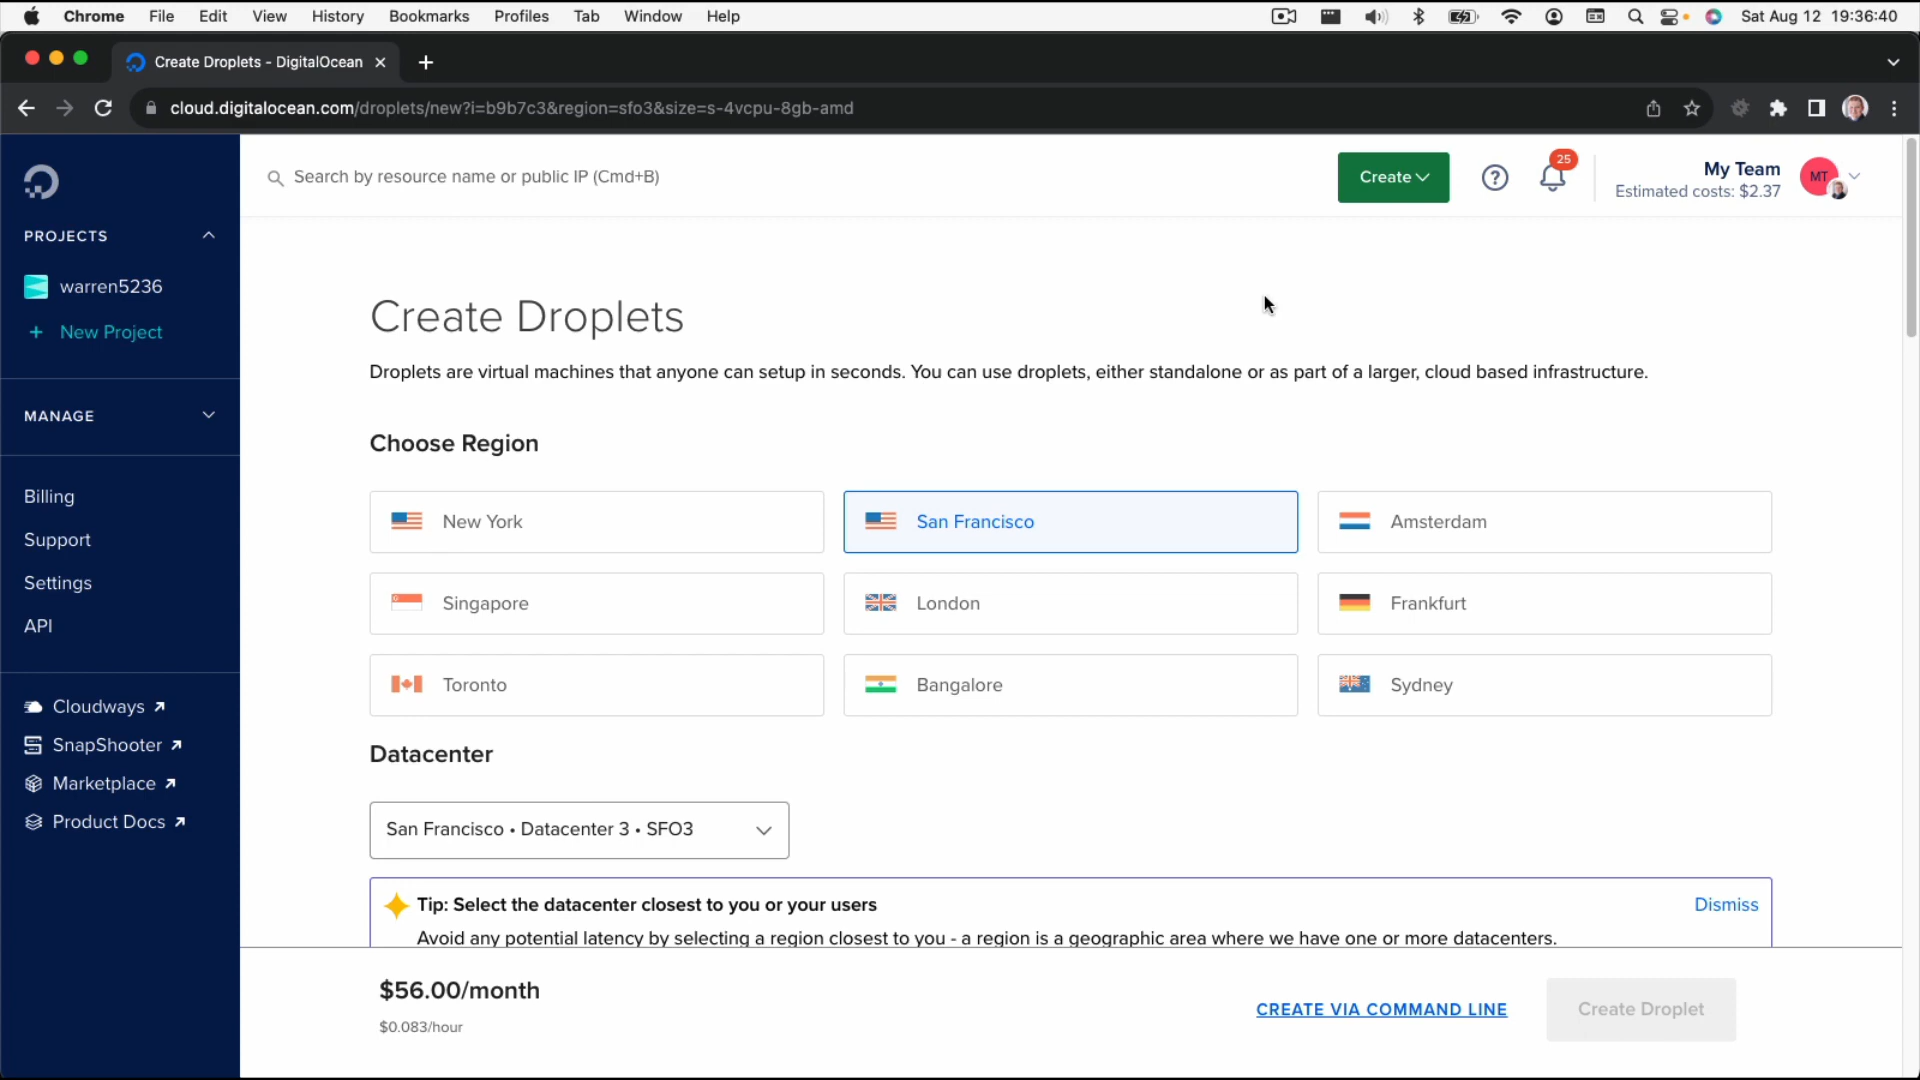 Chrome File Edit View History Bookmarks Profiles Tab Window Help Sat Aug 12 19:36:40
Create Droplets - DigitalOcean
cloud.digitalocean.com/droplets/new?i=b9b7c3&region=sfo3&size=s-4vcpu-8gb-amd
Search by resource name or public IP (Cmd+B)
Create
25
My Team
Estimated costs: $2.37
MT
PROJECTS
warren5236
+ New Project
MANAGE
Billing
Support
Settings
API
Cloudways
SnapShooter
Marketplace
Product Docs
Create Droplets
Droplets are virtual machines that anyone can setup in seconds. You can use droplets, either standalone or as part of a larger, cloud based infrastructure.
Choose Region
New York
San Francisco
Amsterdam
Singapore
London
Frankfurt
Toronto
Bangalore
Sydney
Datacenter
San Francisco • Datacenter 3 • SFO3
Tip: Select the datacenter closest to you or your users
Dismiss
Avoid any potential latency by selecting a region closest to you - a region is a geographic area where we have one or more datacenters.
$56.00/month
$0.083/hour
CREATE VIA COMMAND LINE
Create Droplet